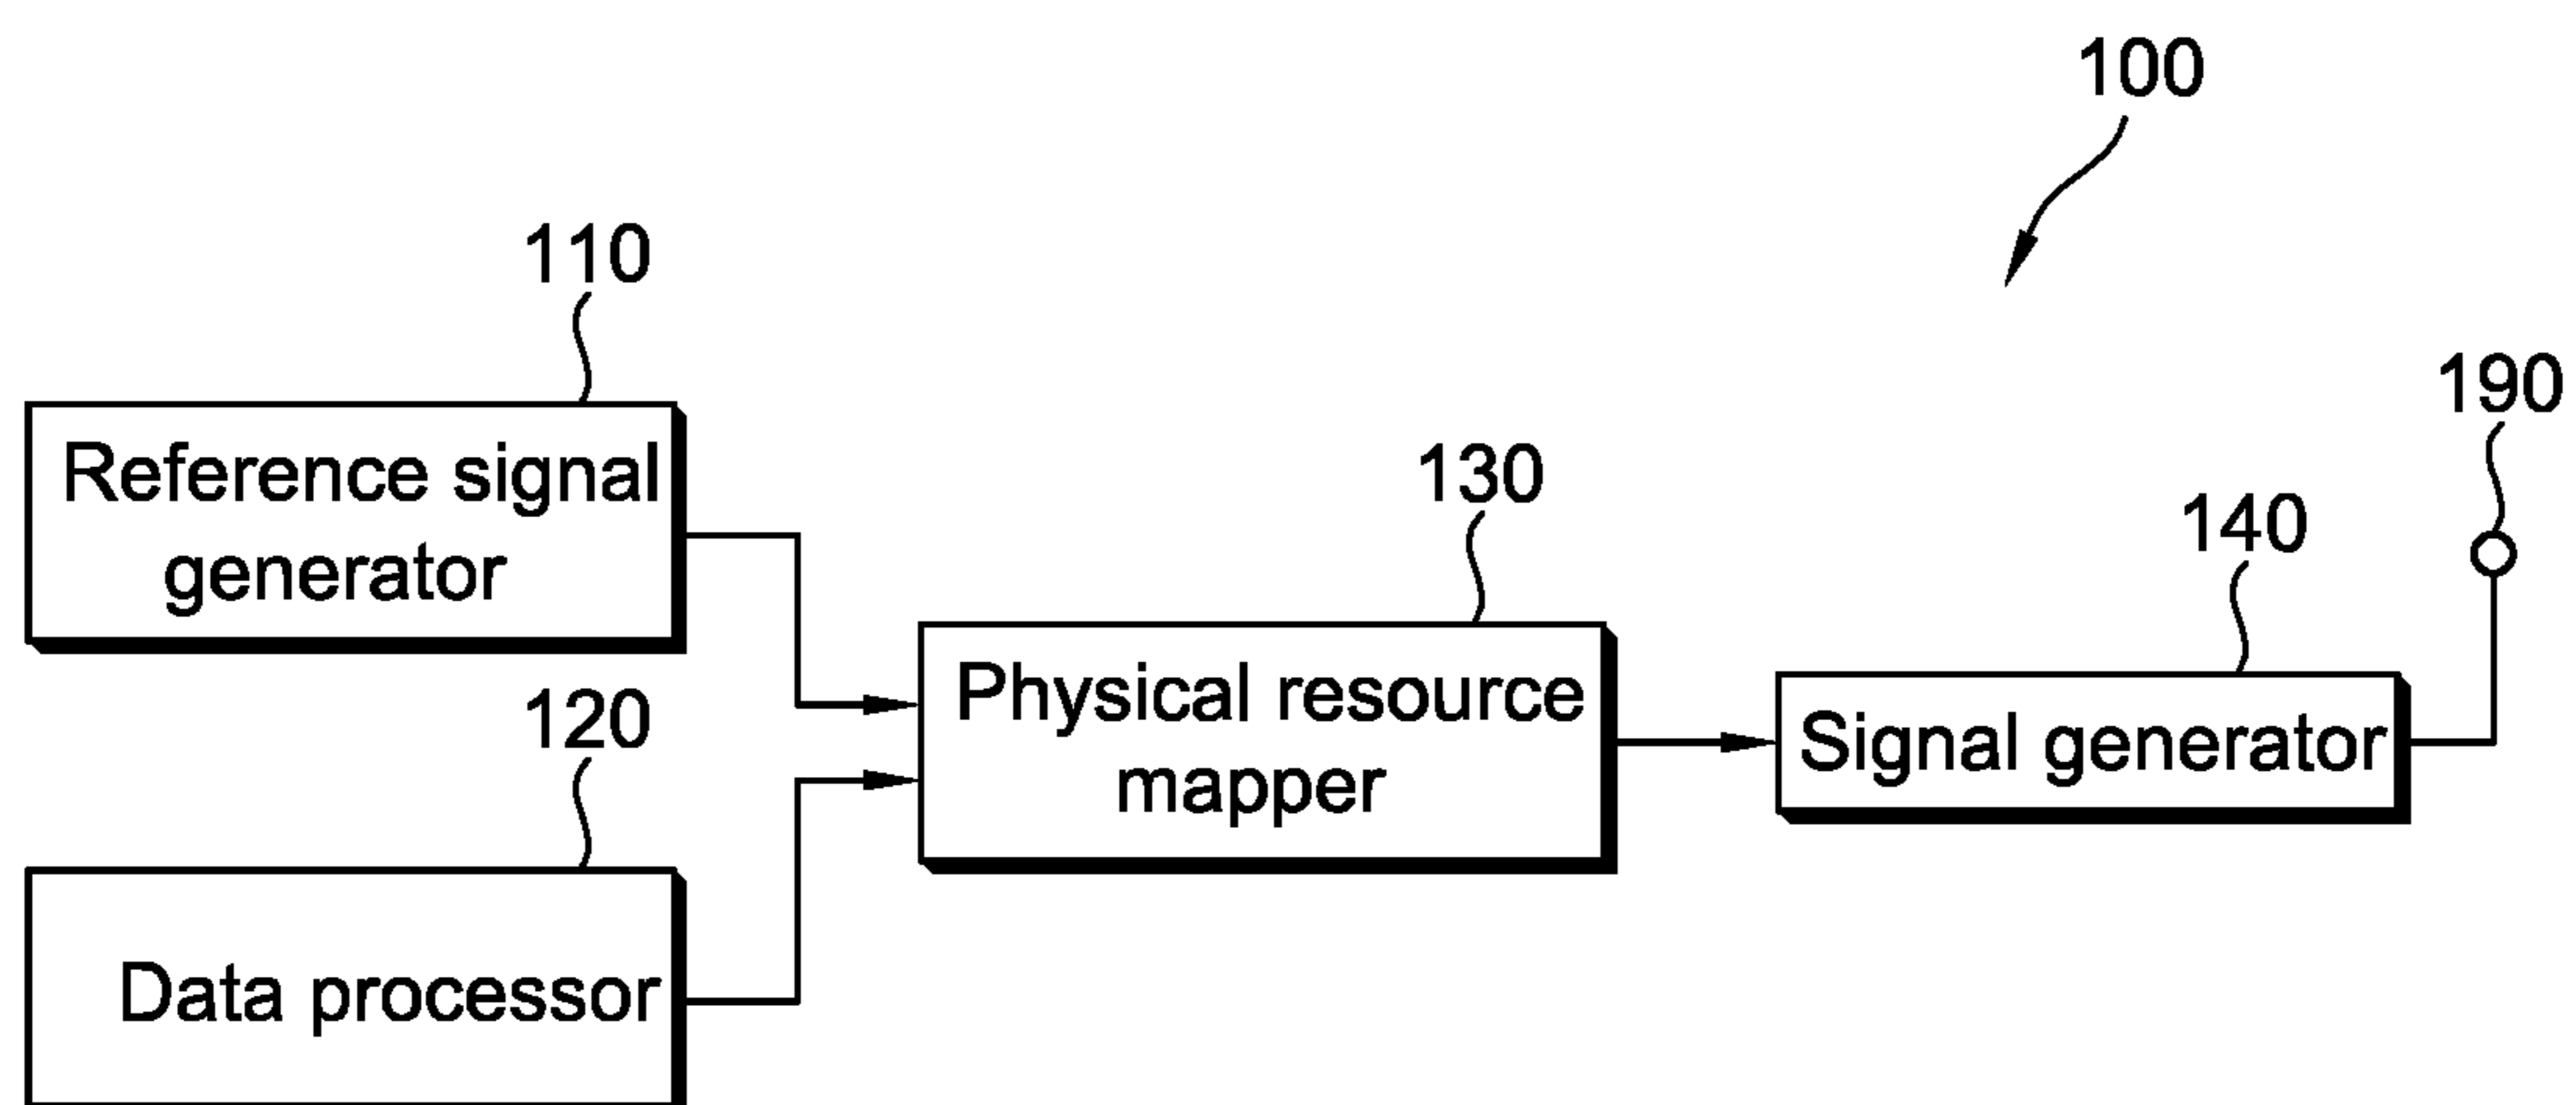 100
110
190
Reference signal
generator
130
140
120
Physical resource
mapper
Signal generator
Data processor